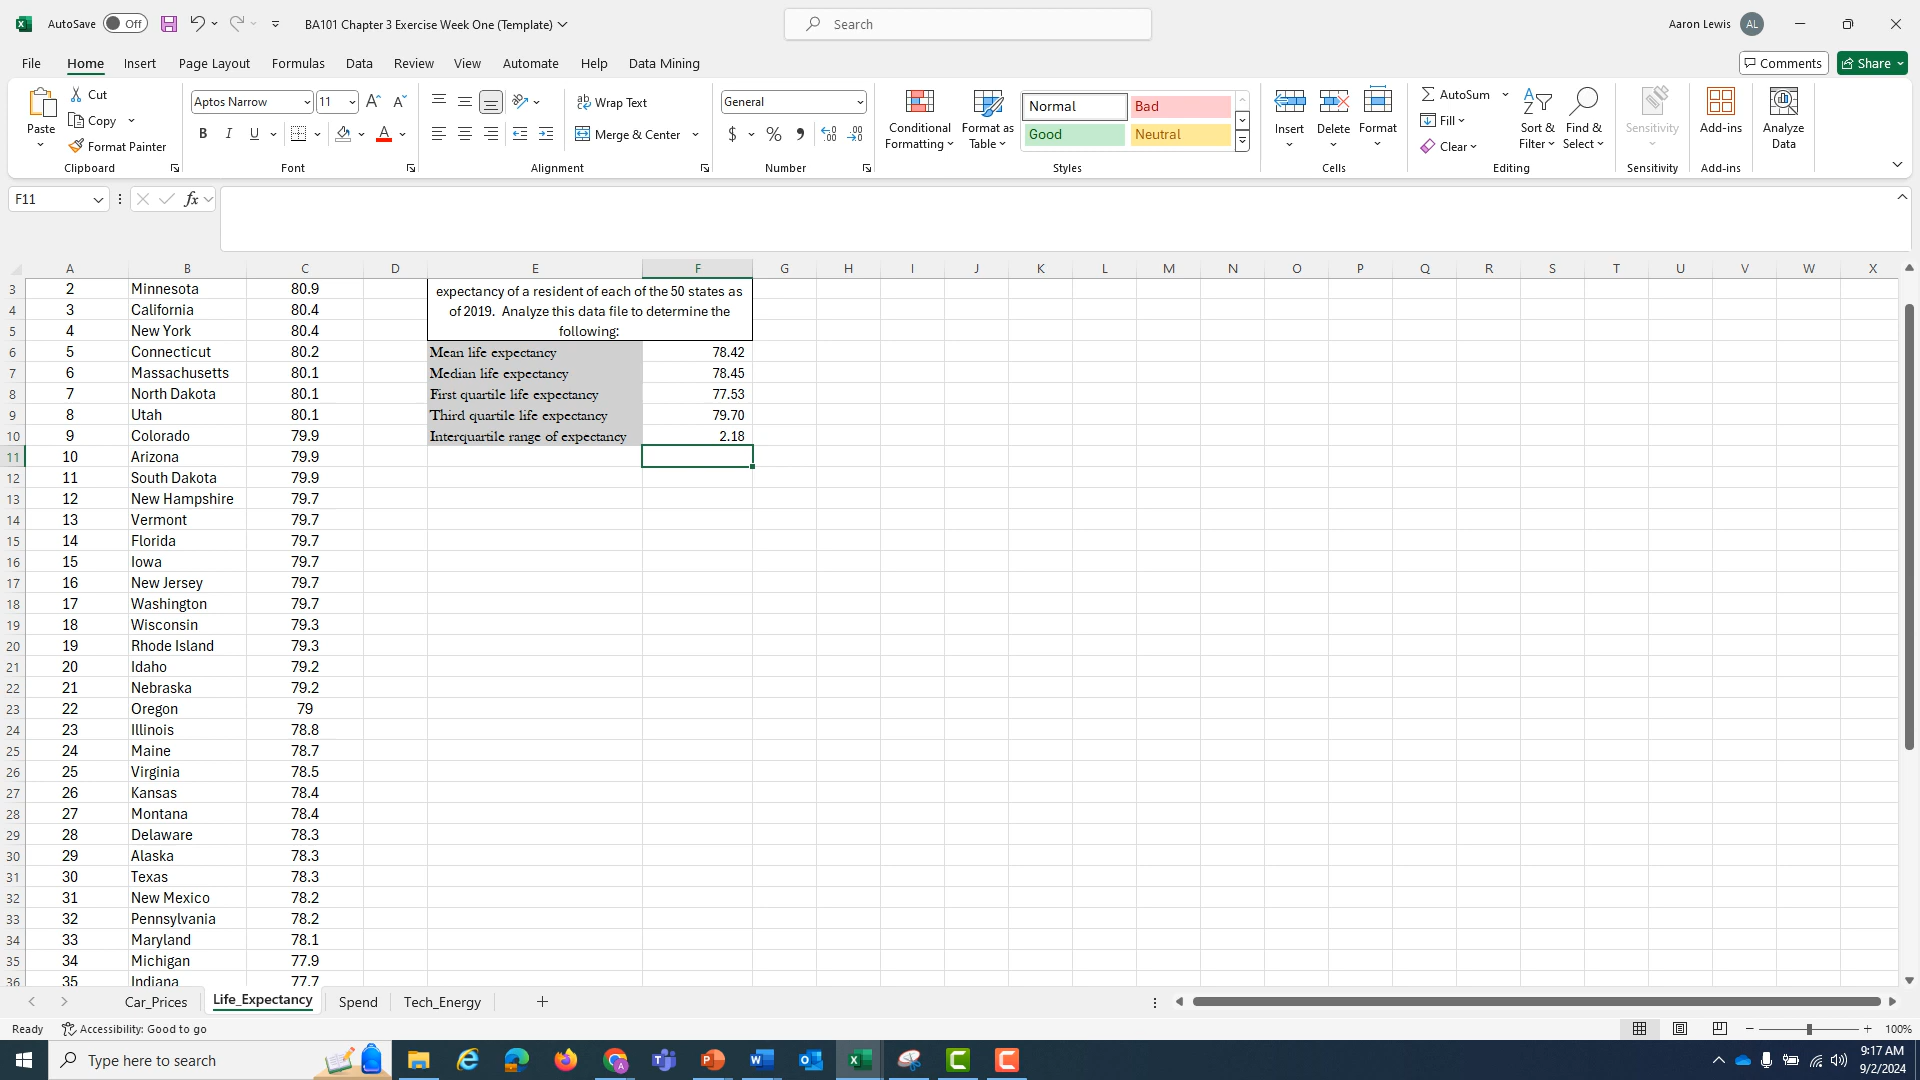 AutoSave Off BA101 Chapter 3 Exercise Week One (Template) Search Aaron Lewis AL
File Home Insert Page Layout Formulas Data Review View Automate Help Data Mining Comments Share
Paste Cut Copy Format Painter Clipboard
Aptos Narrow 11 B I U A Font
Wrap Text Merge & Center Alignment
General $ % , Number
Conditional Formatting Format as Table Normal Bad Good Neutral Styles
Insert Delete Format Cells
AutoSum Fill Clear Sort & Filter Find & Select Editing
Sensitivity Sensitivity Add-ins Add-ins Analyze Data
F11 fx
A B C D E F G H I J K L M N O P Q R S T U V W X
3 2 Minnesota 80.9 expectancy of a resident of each of the 50 states as
4 3 California 80.4 of 2019. Analyze this data file to determine the
5 4 New York 80.4 following:
6 5 Connecticut 80.2 Mean life expectancy 78.42
7 6 Massachusetts 80.1 Median life expectancy 78.45
8 7 North Dakota 80.1 First quartile life expectancy 77.53
9 8 Utah 80.1 Third quartile life expectancy 79.70
10 9 Colorado 79.9 Interquartile range of expectancy 2.18
11 10 Arizona 79.9
12 11 South Dakota 79.9
13 12 New Hampshire 79.7
14 13 Vermont 79.7
15 14 Florida 79.7
16 15 Iowa 79.7
17 16 New Jersey 79.7
18 17 Washington 79.7
19 18 Wisconsin 79.3
20 19 Rhode Island 79.3
21 20 Idaho 79.2
22 21 Nebraska 79.2
23 22 Oregon 79
24 23 Illinois 78.8
25 24 Maine 78.7
26 25 Virginia 78.5
27 26 Kansas 78.4
28 27 Montana 78.4
29 28 Delaware 78.3
30 29 Alaska 78.3
31 30 Texas 78.3
32 31 New Mexico 78.2
33 32 Pennsylvania 78.2
34 33 Maryland 78.1
35 34 Michigan 77.9
36 35 Indiana 77.7
Car_Prices Life_Expectancy Spend Tech_Energy
Ready Accessibility: Good to go 100%
Type here to search 9:17 AM
9/2/2024